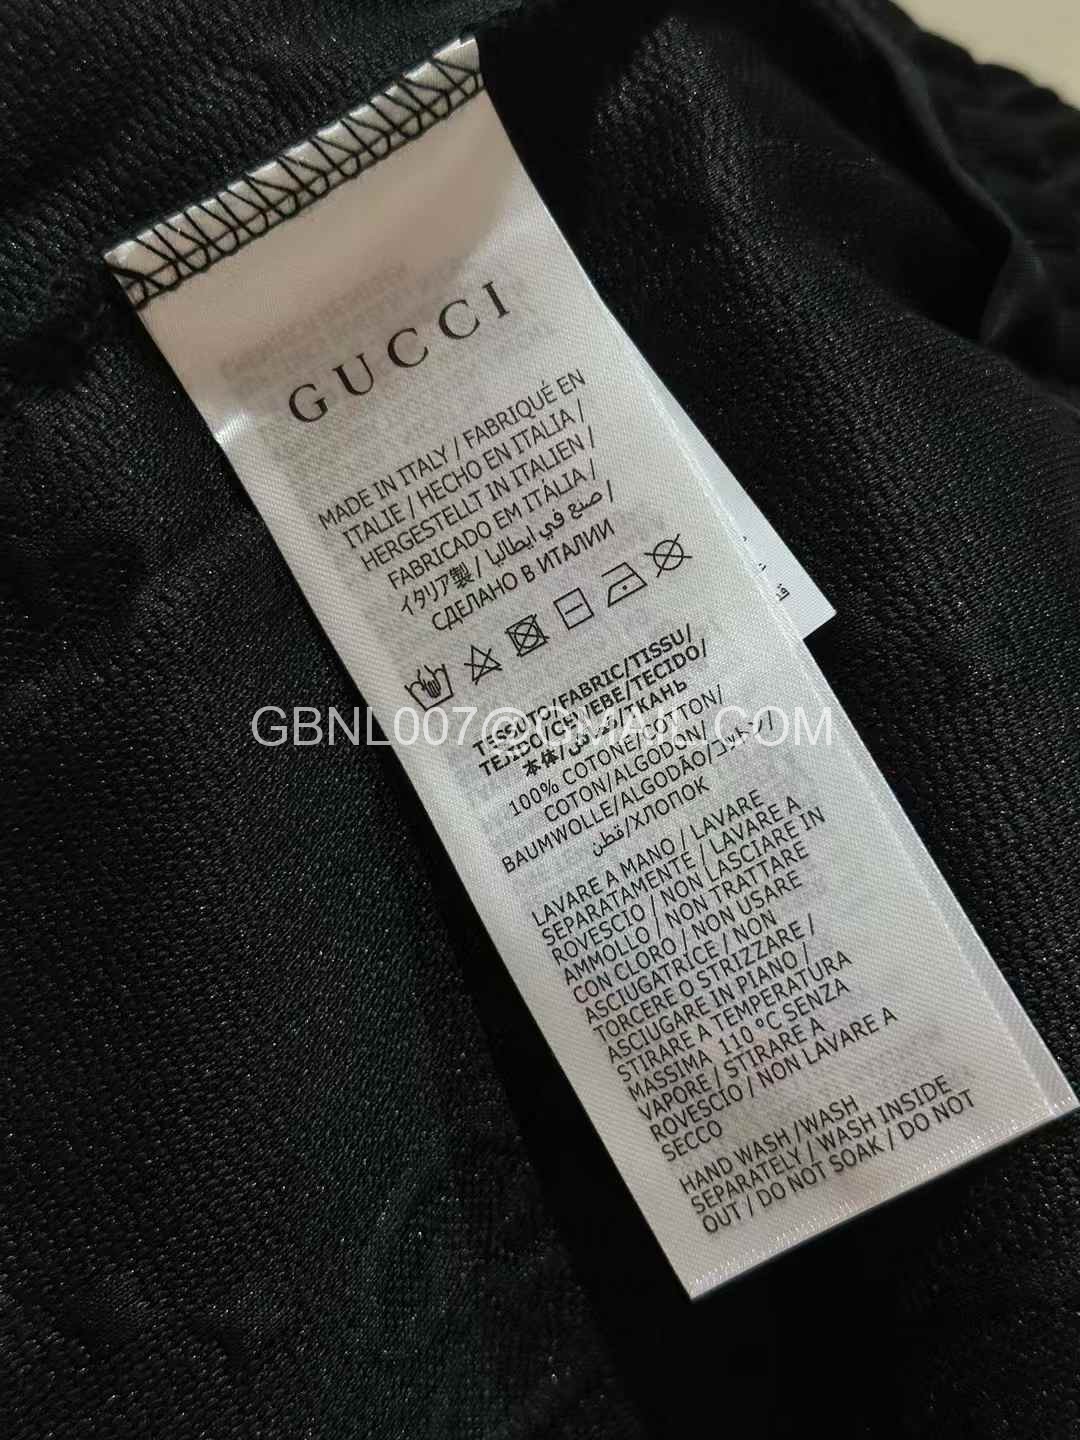 GUCCI
MADE IN ITALY / FABRIQUÉ EN
ITALIE / HECHO EN ITALIA /
HERGESTELLT IN ITALIEN /
FABRICADO EM ITALIA /
イタリア製 / صنع في ايطاليا /
СДЕЛАНО В ИТАЛИИ
TESSUTO/FABRIC/TISSU/
TEJIDO/GEWEBE/TECIDO/
本体/قماش/ТКАНЬ
100% COTONE/COTTON/
COTON/ALGODON/
BAUMWOLLE/ALGODÃO/コットン/
قطن/ХЛОПОК
LAVARE A MANO / LAVARE
SEPARATAMENTE / LAVARE A
ROVESCIO / NON LASCIARE IN
AMMOLLO / NON TRATTARE
CON CLORO / NON USARE
ASCIUGATRICE / NON
TORCERE O STRIZZARE /
ASCIUGARE IN PIANO /
STIRARE A TEMPERATURA
MASSIMA 110 °C SENZA
VAPORE / STIRARE A
ROVESCIO / NON LAVARE A
SECCO
HAND WASH /WASH
SEPARATELY / WASH INSIDE
OUT / DO NOT SOAK / DO NOT
GBNL007@GMAIL.COM